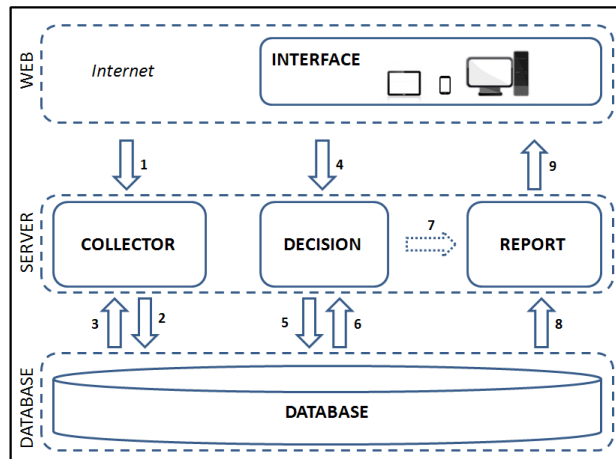 WEB
Internet
INTERFACE
1
4
9
SERVER
COLLECTOR
DECISION
7
REPORT
3
2
5
6
8
DATABASE
DATABASE